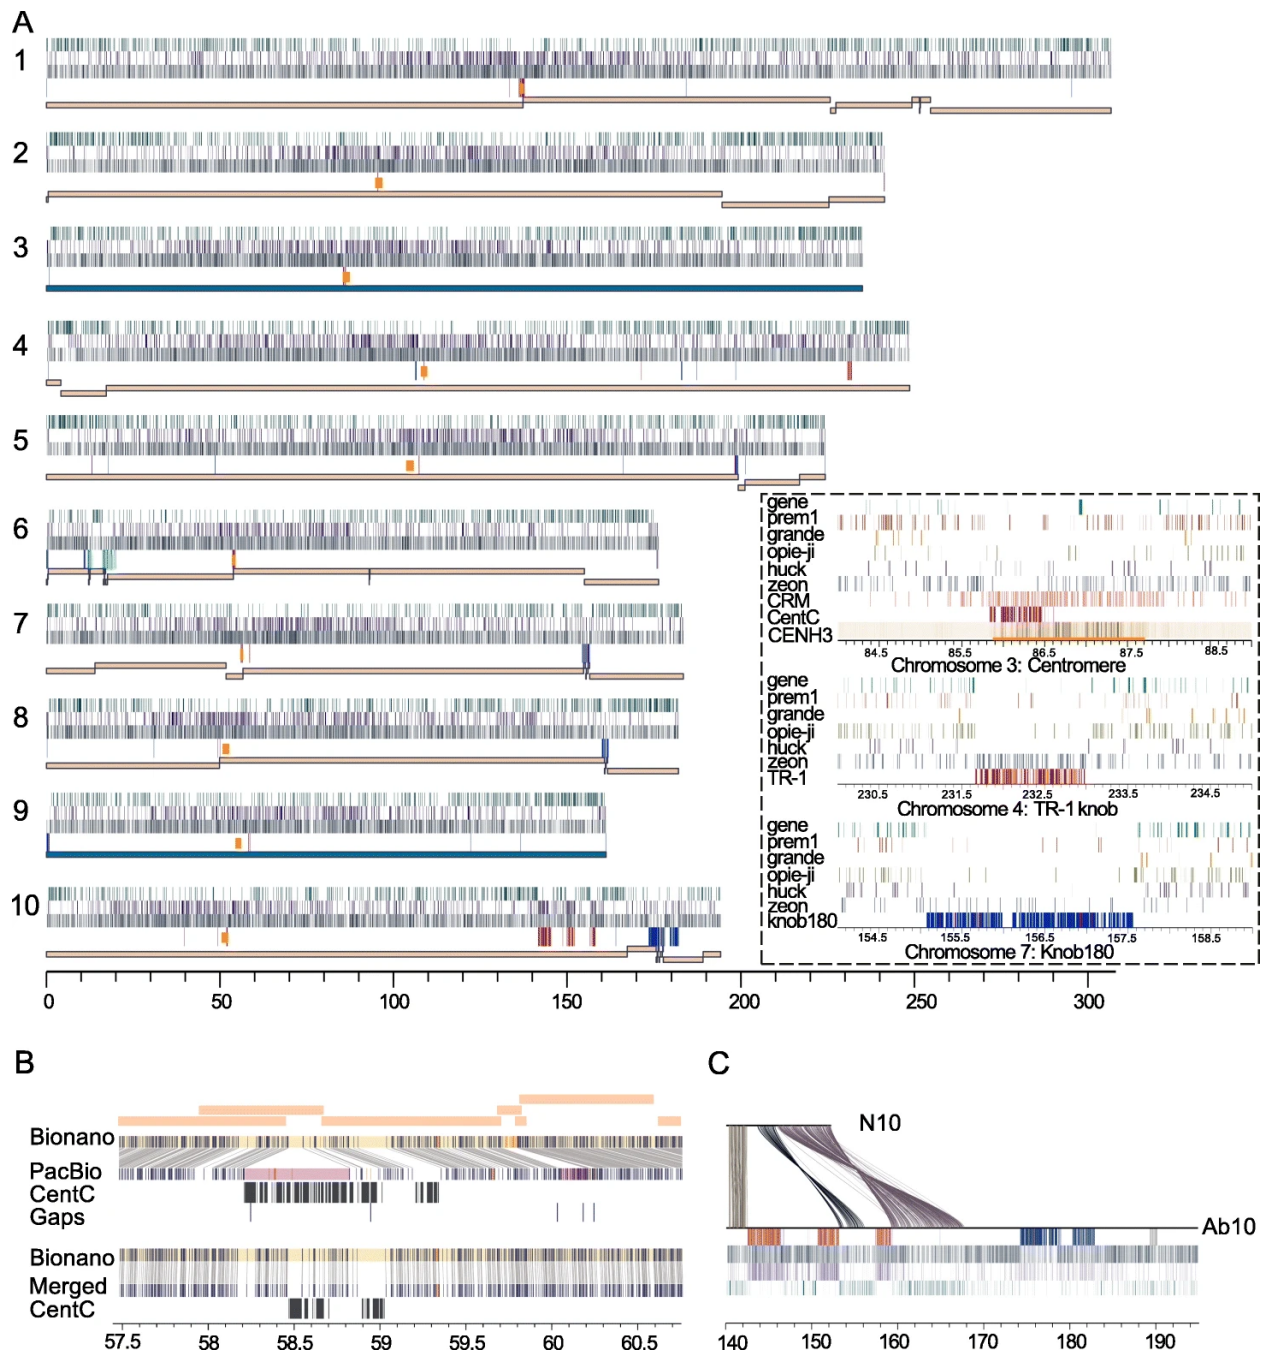 A
1
2
3
4
5
6
7
8
9
10
0 50 100 150 200 250 300
gene
prem1
grande
opie-ji
huck
zeon
CRM
CentC
CENH3
84.5 85.5 86.5 87.5 88.5
Chromosome 3: Centromere
gene
prem1
grande
opie-ji
huck
zeon
TR-1
230.5 231.5 232.5 233.5 234.5
Chromosome 4: TR-1 knob
gene
prem1
grande
opie-ji
huck
zeon
knob180
154.5 155.5 156.5 157.5 158.5
Chromosome 7: Knob180
B
Bionano
PacBio
CentC
Gaps
Bionano
Merged
CentC
57.5 58 58.5 59 59.5 60 60.5
C
N10
Ab10
140 150 160 170 180 190